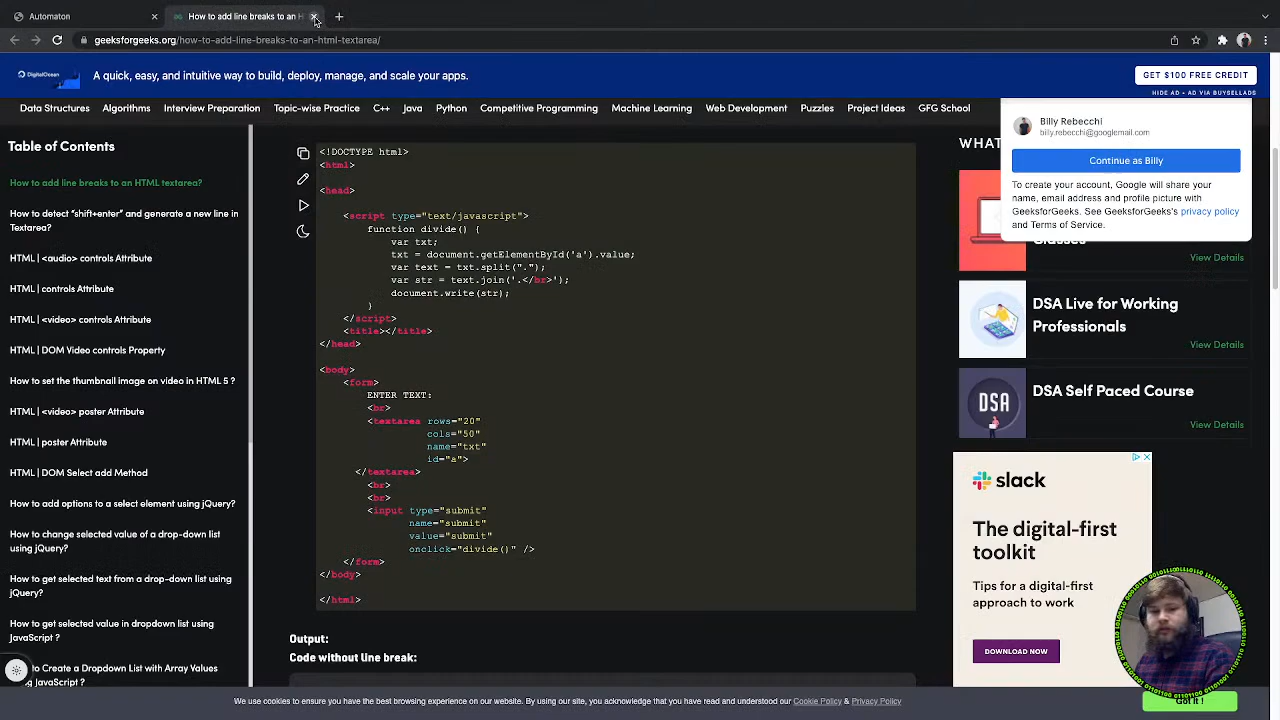 Automaton
How to add line breaks to an H
geeksforgeeks.org/how-to-add-line-breaks-to-an-html-textarea/
DigitalOcean
A quick, easy, and intuitive way to build, deploy, manage, and scale your apps.
GET $100 FREE CREDIT
HIDE AD • AD VIA BUYSELLADS
Data Structures Algorithms Interview Preparation Topic-wise Practice C++ Java Python Competitive Programming Machine Learning Web Development Puzzles Project Ideas GFG School
Table of Contents
How to add line breaks to an HTML textarea?
How to detect “shift+enter” and generate a new line in
Textarea?
HTML | <audio> controls Attribute
HTML | controls Attribute
HTML | <video> controls Attribute
HTML | DOM Video controls Property
How to set the thumbnail image on video in HTML 5 ?
HTML | <video> poster Attribute
HTML | poster Attribute
HTML | DOM Select add Method
How to add options to a select element using jQuery?
How to change selected value of a drop-down list
using jQuery?
How to get selected text from a drop-down list using
jQuery?
How to get selected value in dropdown list using
JavaScript ?
to Create a Dropdown List with Array Values
using JavaScript?
<!DOCTYPE html>
<html>
<head>
<script type="text/javascript">
function divide() {
var txt;
txt = document.getElementById('a').value;
var text = txt.split(".");
var str = text.join('.</br>');
document.write(str);
}
</script>
<title></title>
</head>
<body>
<form>
ENTER TEXT:
<br>
<textarea rows="20"
cols="50"
name="txt"
id="a">
</textarea>
<br>
<br>
<input type="submit"
name="submit"
value="submit"
onclick="divide()" />
</form>
</body>
</html>
Output:
Code without line break:
WHAT
Billy Rebecchi
billy.rebecchi@googlemail.com
Continue as Billy
To create your account, Google will share your
name, email address and profile picture with
GeeksforGeeks. See GeeksforGeeks's privacy policy
and Terms of Service.
Classes
View Details
DSA Live for Working
Professionals
View Details
DSA
DSA Self Paced Course
View Details
slack
The digital-first
toolkit
Tips for a digital-first
approach to work
DOWNLOAD NOW
We use cookies to ensure you have the best browsing experience on our website. By using our site, you acknowledge that you have read and understood our Cookie Policy & Privacy Policy
Got It !